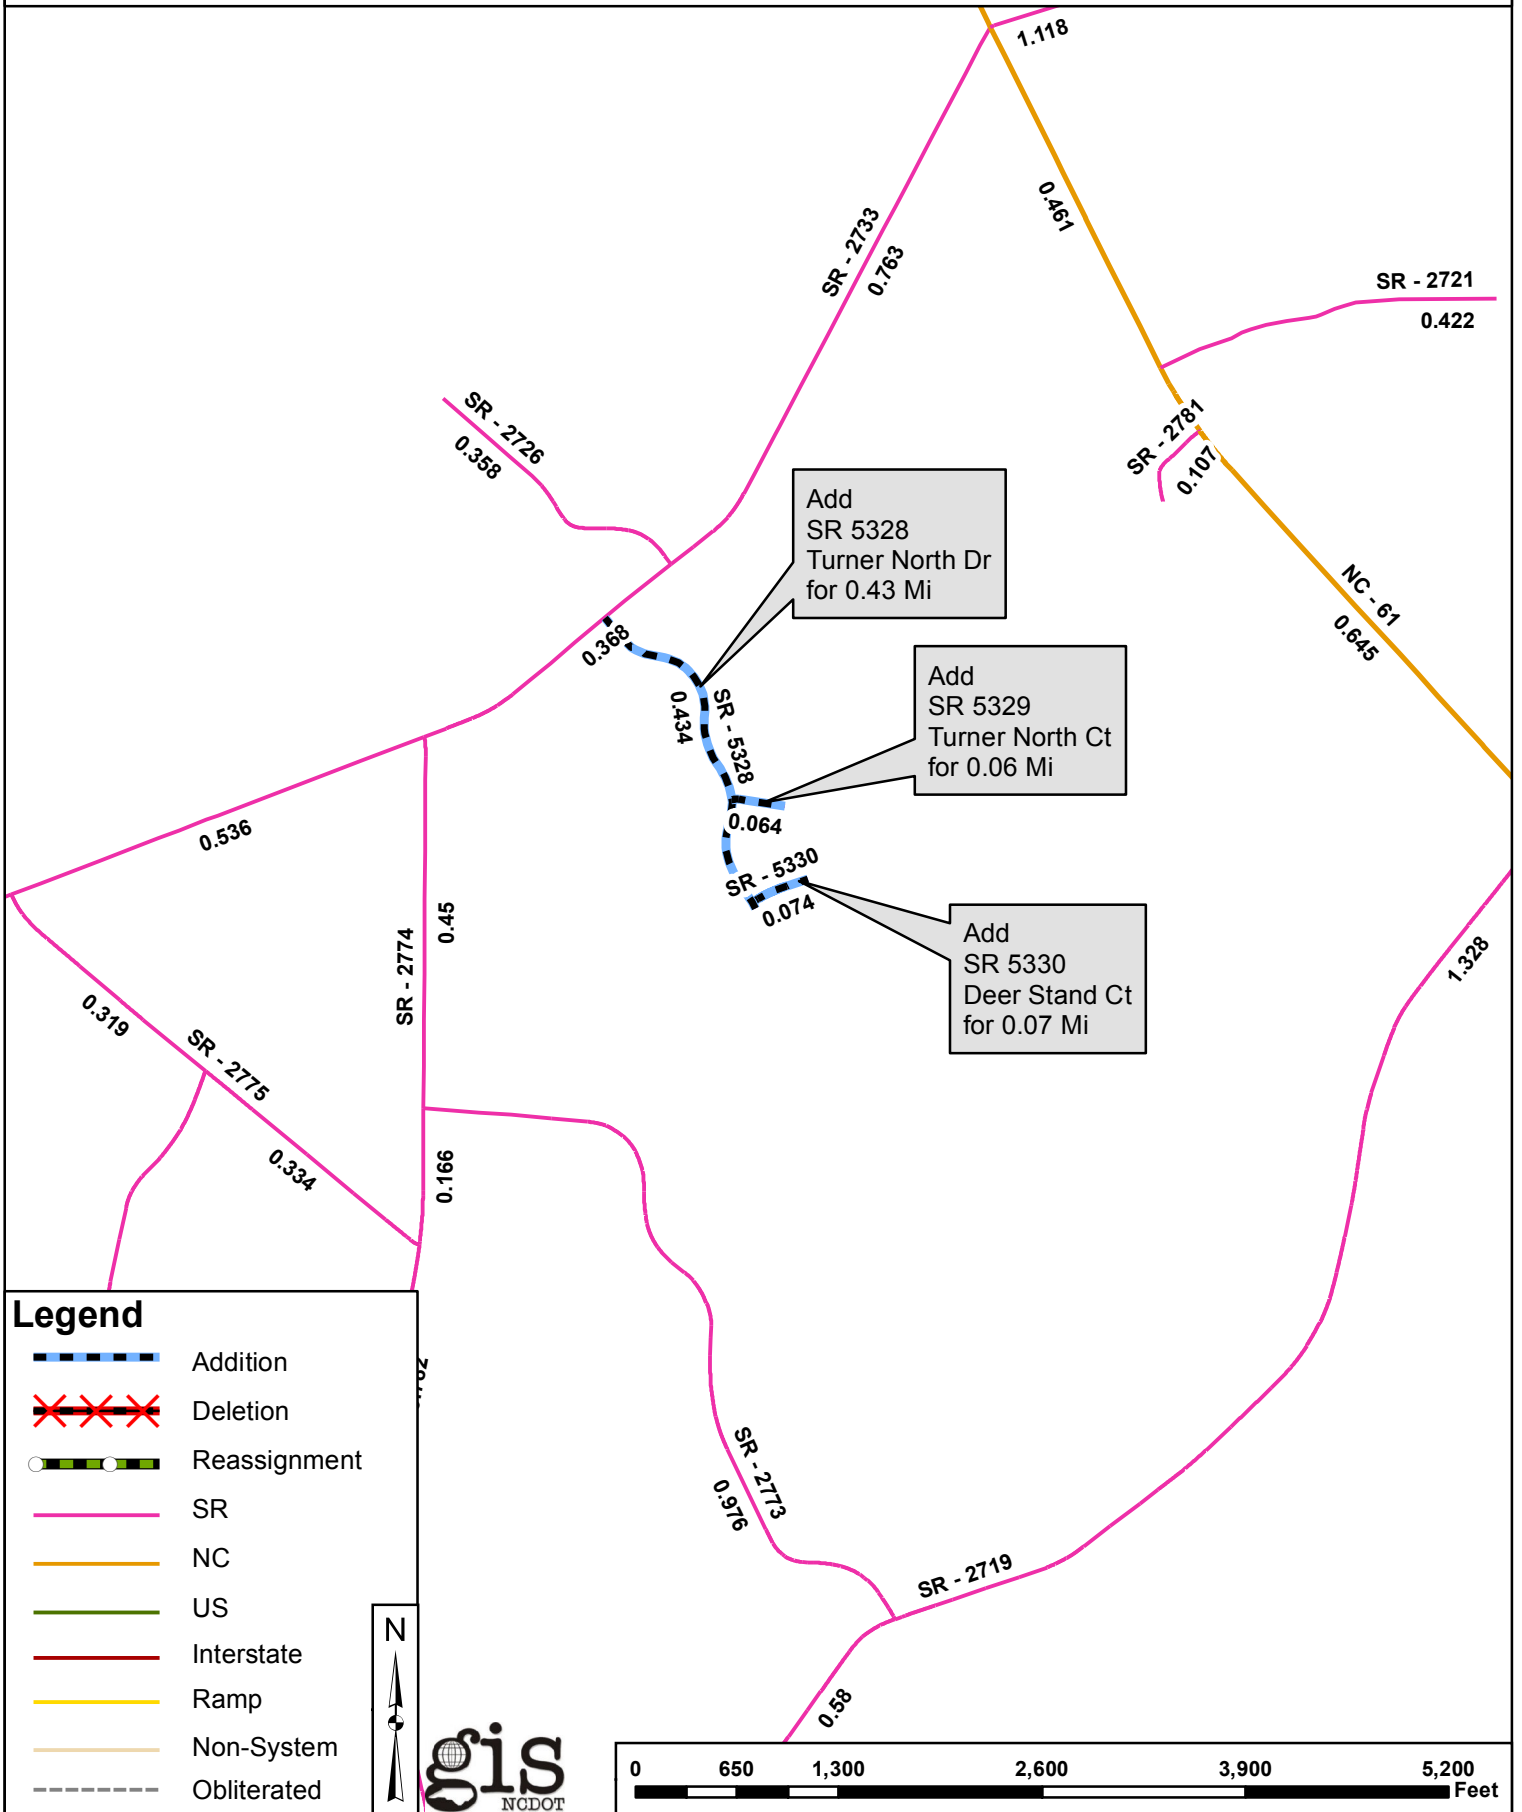 1.118
0.461
SR - 2733
0.763
SR - 2721
0.422
SR - 2726
0.358
SR - 2781
0.107
Add
SR 5328
Turner North Dr
for 0.43 Mi
NC - 61
0.645
0.368
SR - 5328
0.434
Add
SR 5329
Turner North Ct
for 0.06 Mi
0.064
0.536
SR - 5330
0.074
SR - 2774
0.45
Add
SR 5330
Deer Stand Ct
for 0.07 Mi
1.328
0.319
SR - 2775
0.334
0.166
SR - 2773
0.976
SR - 2719
0.58
Legend
Addition
Deletion
Reassignment
SR
NC
US
Interstate
Ramp
Non-System
Obliterated
N
gis
NCDOT
0 650 1,300 2,600 3,900 5,200
Feet